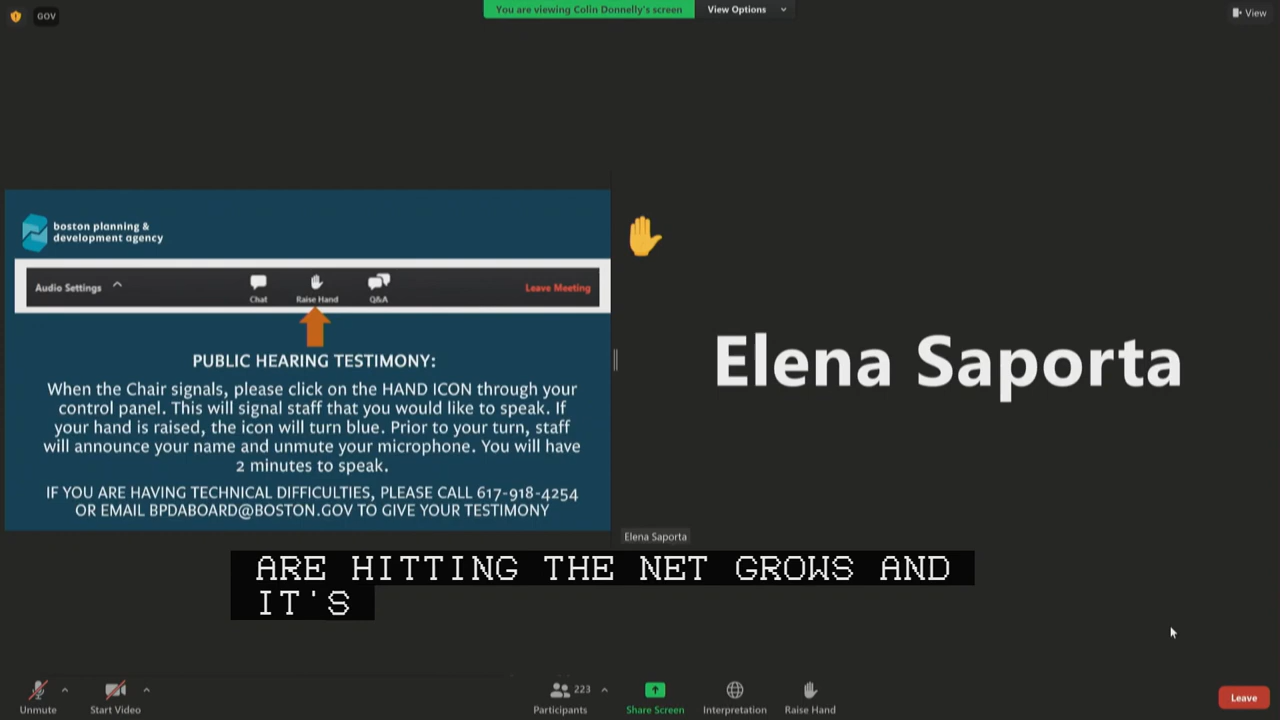 GOV
You are viewing Colin Donnelly's screen
View Options
View
boston planning &
development agency
Audio Settings
Chat
Raise Hand
Q&A
Leave Meeting
PUBLIC HEARING TESTIMONY:
When the Chair signals, please click on the HAND ICON through your
control panel. This will signal staff that you would like to speak. If
your hand is raised, the icon will turn blue. Prior to your turn, staff
will announce your name and unmute your microphone. You will have
2 minutes to speak.
IF YOU ARE HAVING TECHNICAL DIFFICULTIES, PLEASE CALL 617-918-4254
OR EMAIL BPDABOARD@BOSTON.GOV TO GIVE YOUR TESTIMONY
Elena Saporta
Elena Saporta
ARE HITTING THE NET GROWS AND
IT'S
Unmute
Start Video
223
Participants
Share Screen
Interpretation
Raise Hand
Leave